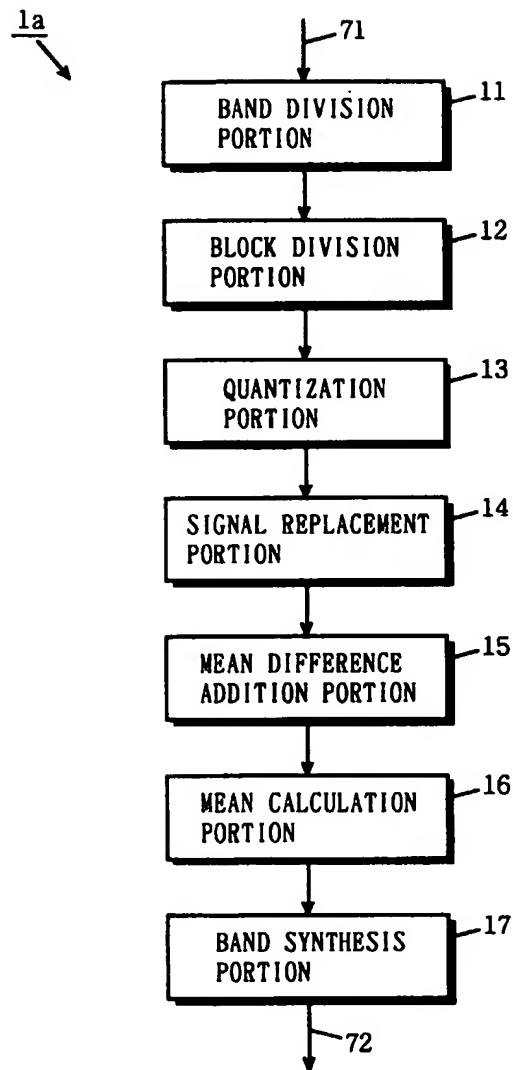 1a
71
BAND DIVISION
PORTION
11
BLOCK DIVISION
PORTION
12
QUANTIZATION
PORTION
13
SIGNAL REPLACEMENT
PORTION
14
MEAN DIFFERENCE
ADDITION PORTION
15
MEAN CALCULATION
PORTION
16
BAND SYNTHESIS
PORTION
17
72